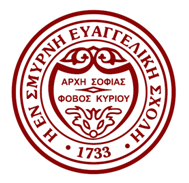 Η ΕΝ ΣΜΥΡΝΗ ΕΥΑΓΓΕΛΙΚΗ ΣΧΟΛΗ
ΑΡΧΗ ΣΟΦΙΑΣ
ΦΟΒΟΣ ΚΥΡΙΟΥ
• 1733 •